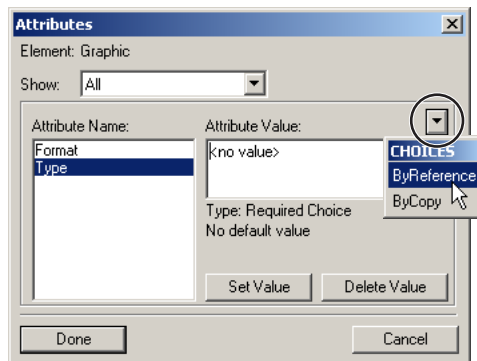 Attributes
Element: Graphic
Show: All
Attribute Name:
Format
Type
Attribute Value:
<no value>
CHOICES
ByReference
ByCopy
Type: Required Choice
No default value
Set Value
Delete Value
Done
Cancel